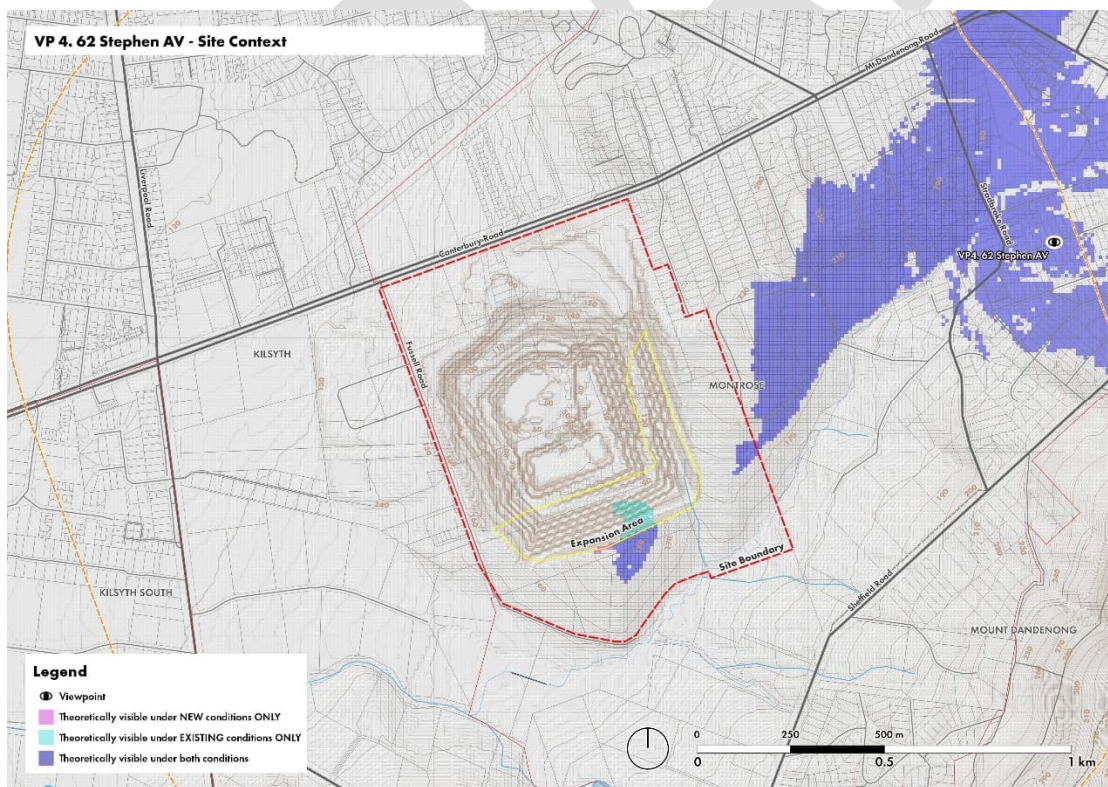 VP 4. 62 Stephen AV - Site Context
Mt Dandenong Road
Liverpool Road
Canterbury Road
Stradbroke Road
VP4. 62 Stephen AV
KILSYTH
Fussell Road
MONTROSE
Expansion Area
Site Boundary
Sheffield Road
KILSYTH SOUTH
MOUNT DANDENONG
Legend
Viewpoint
Theoretically visible under NEW conditions ONLY
Theoretically visible under EXISTING conditions ONLY
Theoretically visible under both conditions
0 250 500 m
0 0.5 1 km